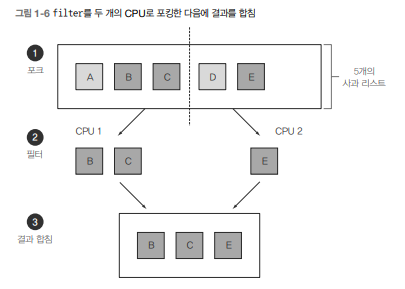 그림 1-6 filter를 두 개의 CPU로 포킹한 다음에 결과를 합침
1
포크
A B C D E
5개의
사과 리스트
CPU 1
CPU 2
2
필터
B C E
3
결과 합침
B C E